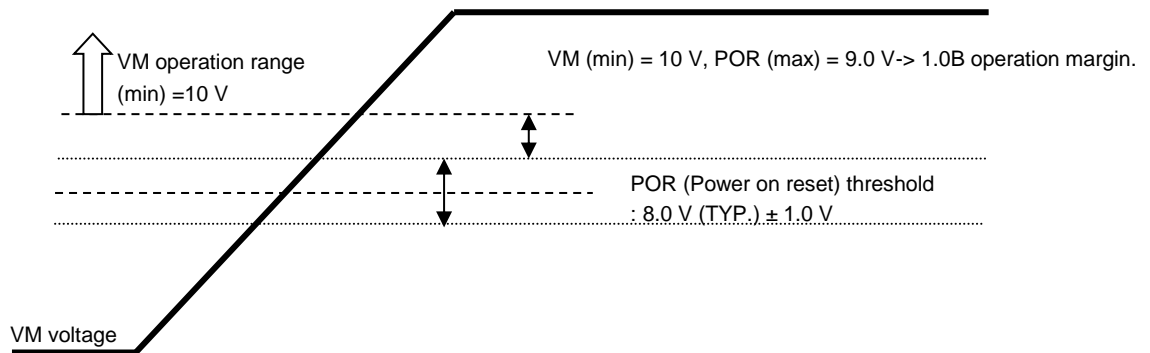 VM operation range
(min) =10 V
VM (min) = 10 V, POR (max) = 9.0 V-> 1.0B operation margin.
POR (Power on reset) threshold
: 8.0 V (TYP.) ± 1.0 V
VM voltage